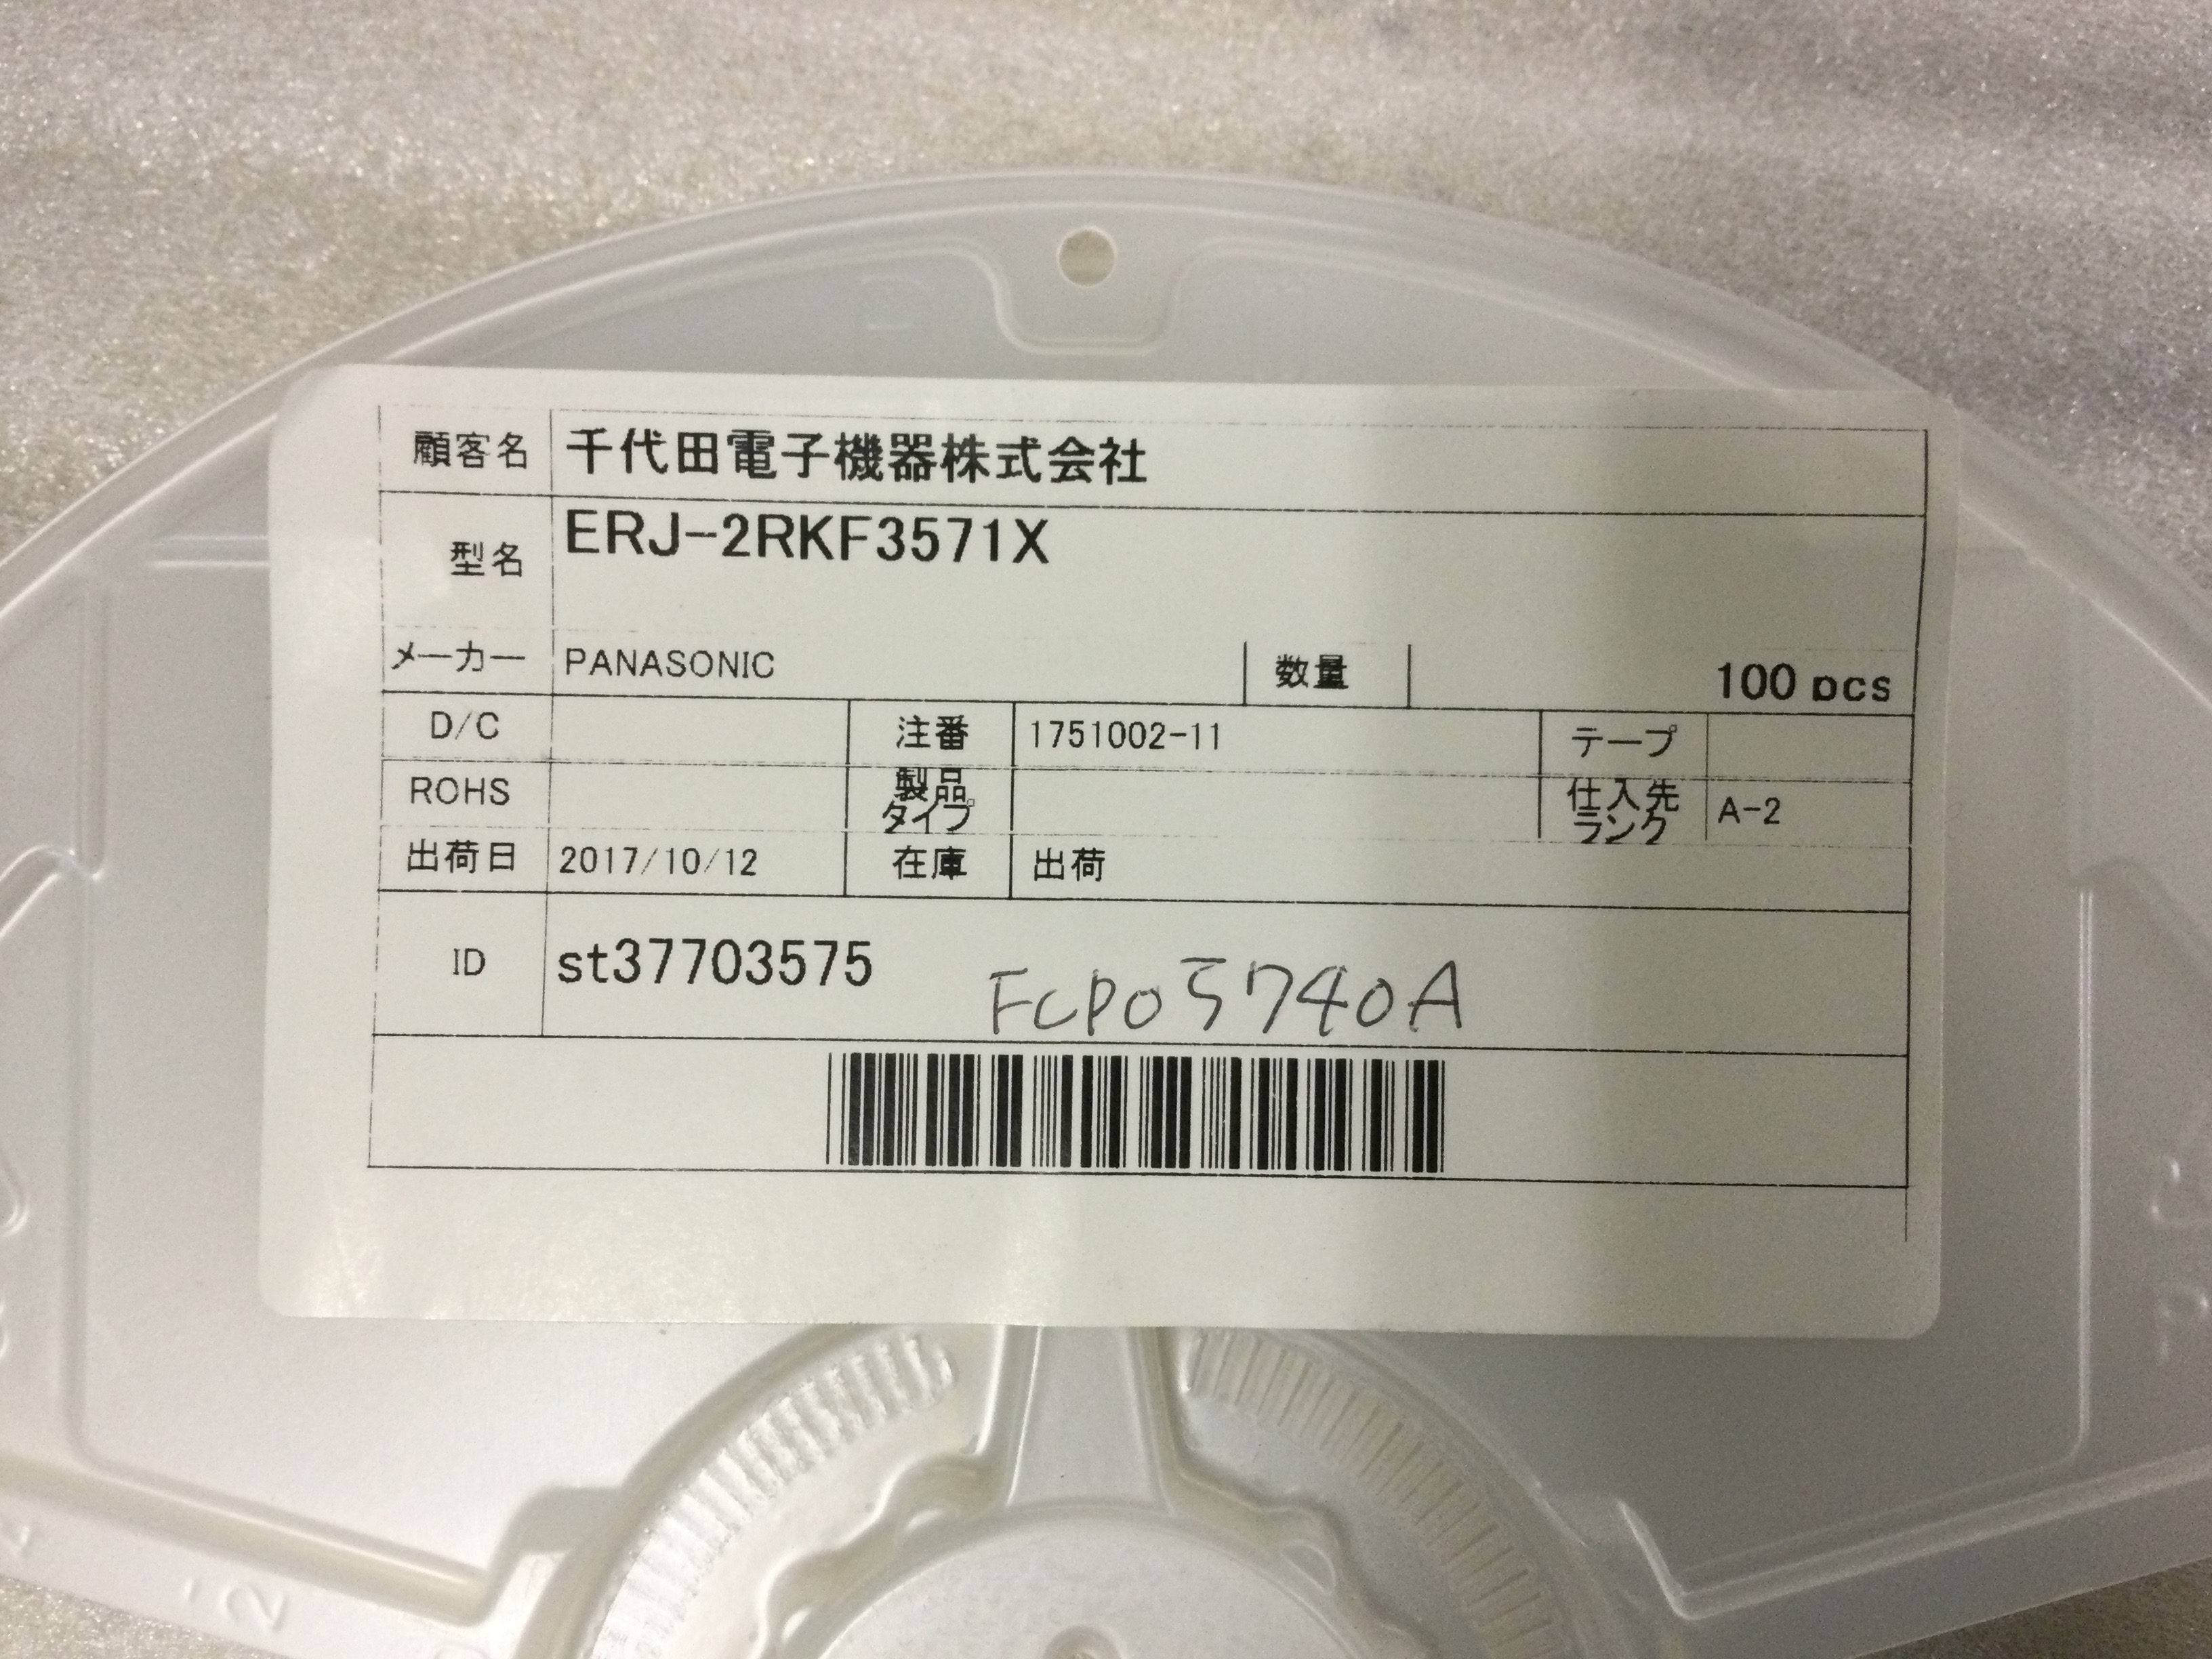 顧客名 千代田電子機器株式会社
型名 ERJ-2RKF3571X
メーカー PANASONIC 数量 100 pcs
D/C 注番 1751002-11 テープ
ROHS 製品タイプ 仕入先ランク A-2
出荷日 2017/10/12 在庫 出荷
ID st37703575 FCP05740A
2